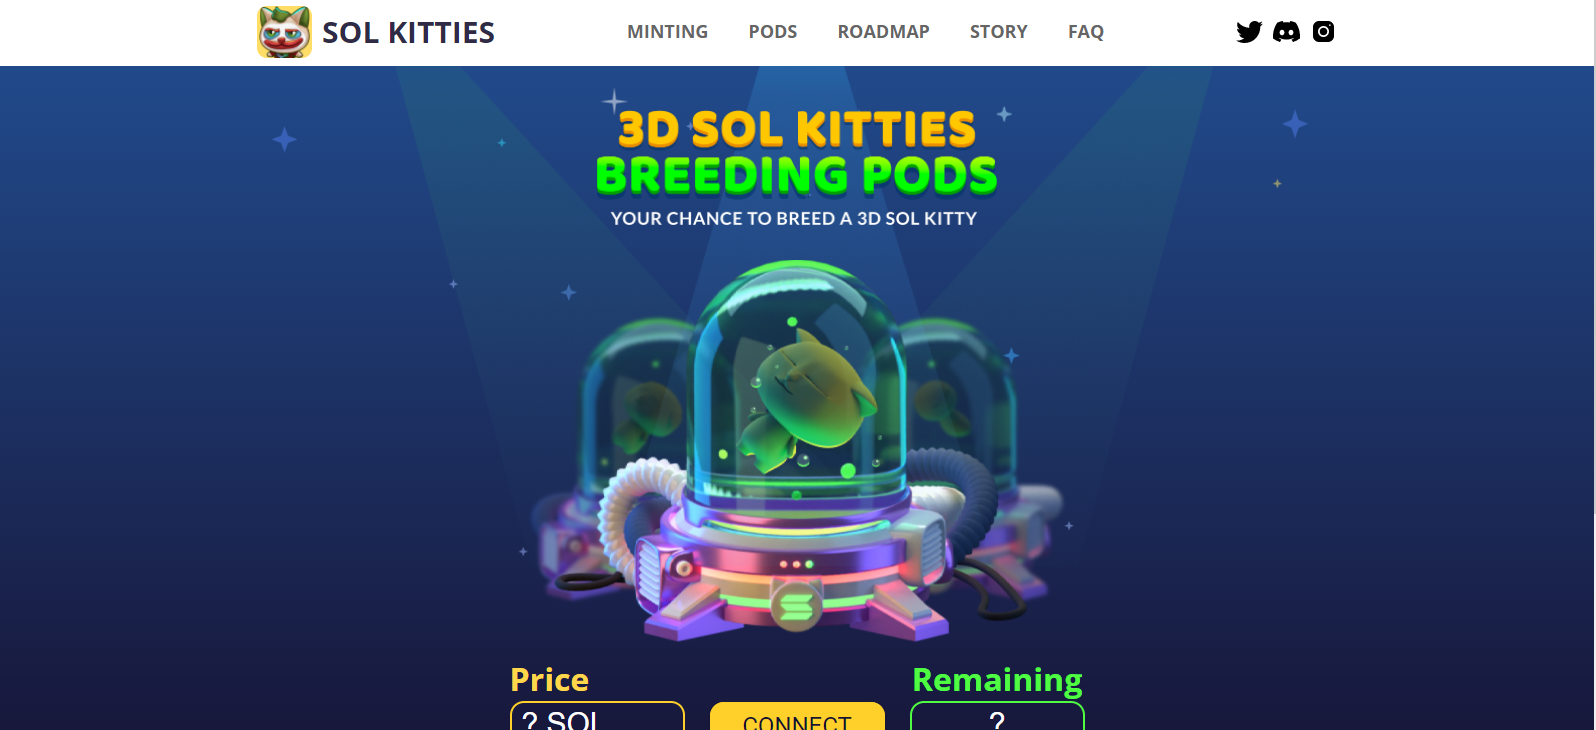 SOL KITTIES
MINTING PODS ROADMAP STORY FAQ
3D SOL KITTIES
BREEDING PODS
YOUR CHANCE TO BREED A 3D SOL KITTY
Price
Remaining
? SOL
CONNECT
?